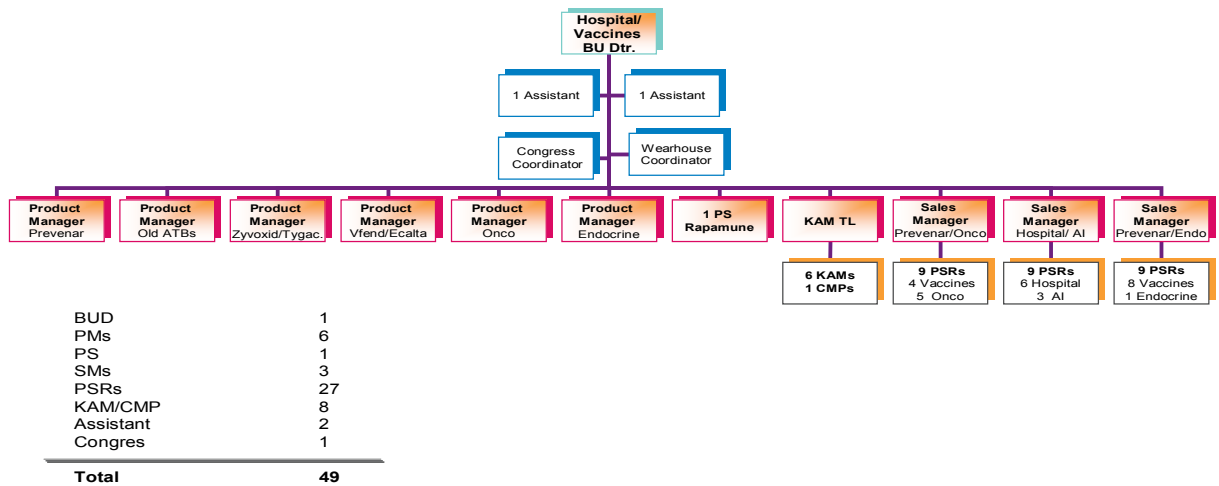 Hospital/
Vaccines
BU Dtr.
1 Assistant
1 Assistant
Congress
Coordinator
Wearhouse
Coordinator
Product
Manager
Prevenar
Product
Manager
Old ATBs
Product
Manager
Zyvoxid/Tygac.
Product
Manager
Vfend/Ecalta
Product
Manager
Onco
Product
Manager
Endocrine
1 PS
Rapamune
KAM TL
Sales
Manager
Prevenar/Onco
Sales
Manager
Hospital/ AI
Sales
Manager
Prevenar/Endo
6 KAMs
1 CMPs
9 PSRs
4 Vaccines
5 Onco
9 PSRs
6 Hospital
3 AI
9 PSRs
8 Vaccines
1 Endocrine
BUD 1
PMs 6
PS 1
SMs 3
PSRs 27
KAM/CMP 8
Assistant 2
Congres 1
Total 49